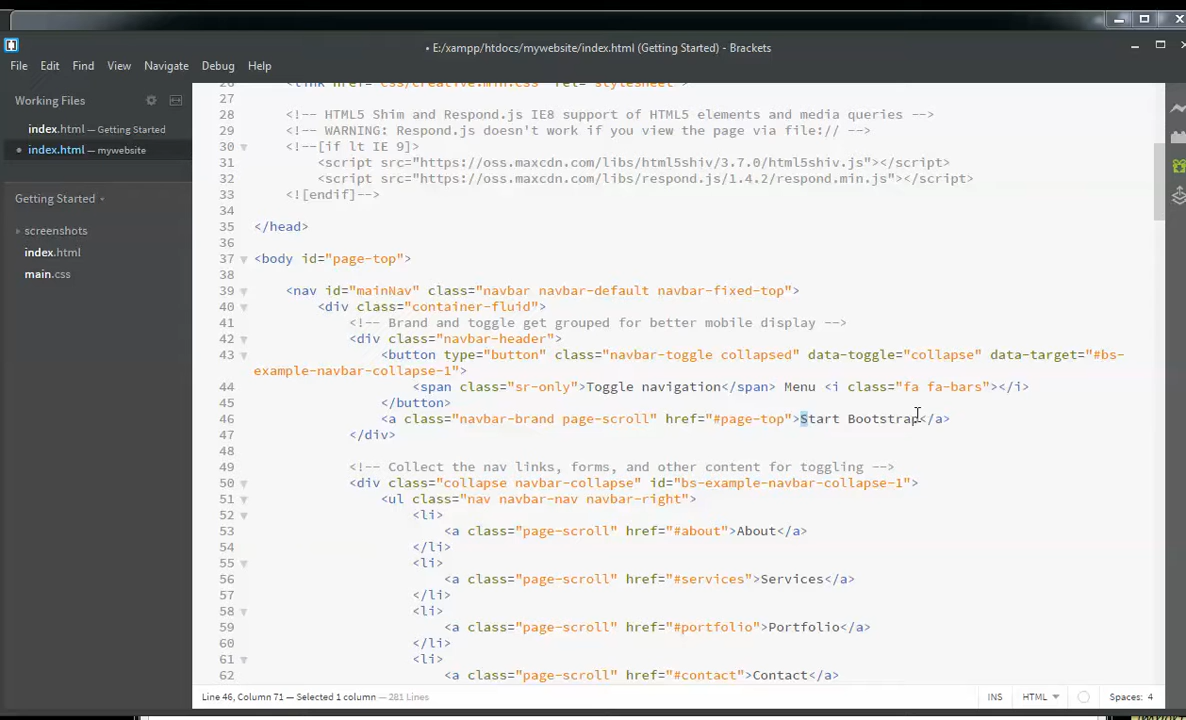 • E:/xampp/htdocs/mywebsite/index.html (Getting Started) - Brackets
File Edit Find View Navigate Debug Help
Working Files
index.html — Getting Started
index.html — mywebsite
Getting Started
screenshots
index.html
main.css
26 <link href="css/creative.min.css" rel="stylesheet">
27
28 <!-- HTML5 Shim and Respond.js IE8 support of HTML5 elements and media queries -->
29 <!-- WARNING: Respond.js doesn't work if you view the page via file:// -->
30 <!--[if lt IE 9]>
31 <script src="https://oss.maxcdn.com/libs/html5shiv/3.7.0/html5shiv.js"></script>
32 <script src="https://oss.maxcdn.com/libs/respond.js/1.4.2/respond.min.js"></script>
33 <![endif]-->
34
35 </head>
36
37 <body id="page-top">
38
39 <nav id="mainNav" class="navbar navbar-default navbar-fixed-top">
40 <div class="container-fluid">
41 <!-- Brand and toggle get grouped for better mobile display -->
42 <div class="navbar-header">
43 <button type="button" class="navbar-toggle collapsed" data-toggle="collapse" data-target="#bs-
example-navbar-collapse-1">
44 <span class="sr-only">Toggle navigation</span> Menu <i class="fa fa-bars"></i>
45 </button>
46 <a class="navbar-brand page-scroll" href="#page-top">Start Bootstrap</a>
47 </div>
48
49 <!-- Collect the nav links, forms, and other content for toggling -->
50 <div class="collapse navbar-collapse" id="bs-example-navbar-collapse-1">
51 <ul class="nav navbar-nav navbar-right">
52 <li>
53 <a class="page-scroll" href="#about">About</a>
54 </li>
55 <li>
56 <a class="page-scroll" href="#services">Services</a>
57 </li>
58 <li>
59 <a class="page-scroll" href="#portfolio">Portfolio</a>
60 </li>
61 <li>
62 <a class="page-scroll" href="#contact">Contact</a>
Line 46, Column 71 — Selected 1 column — 281 Lines
INS HTML Spaces: 4